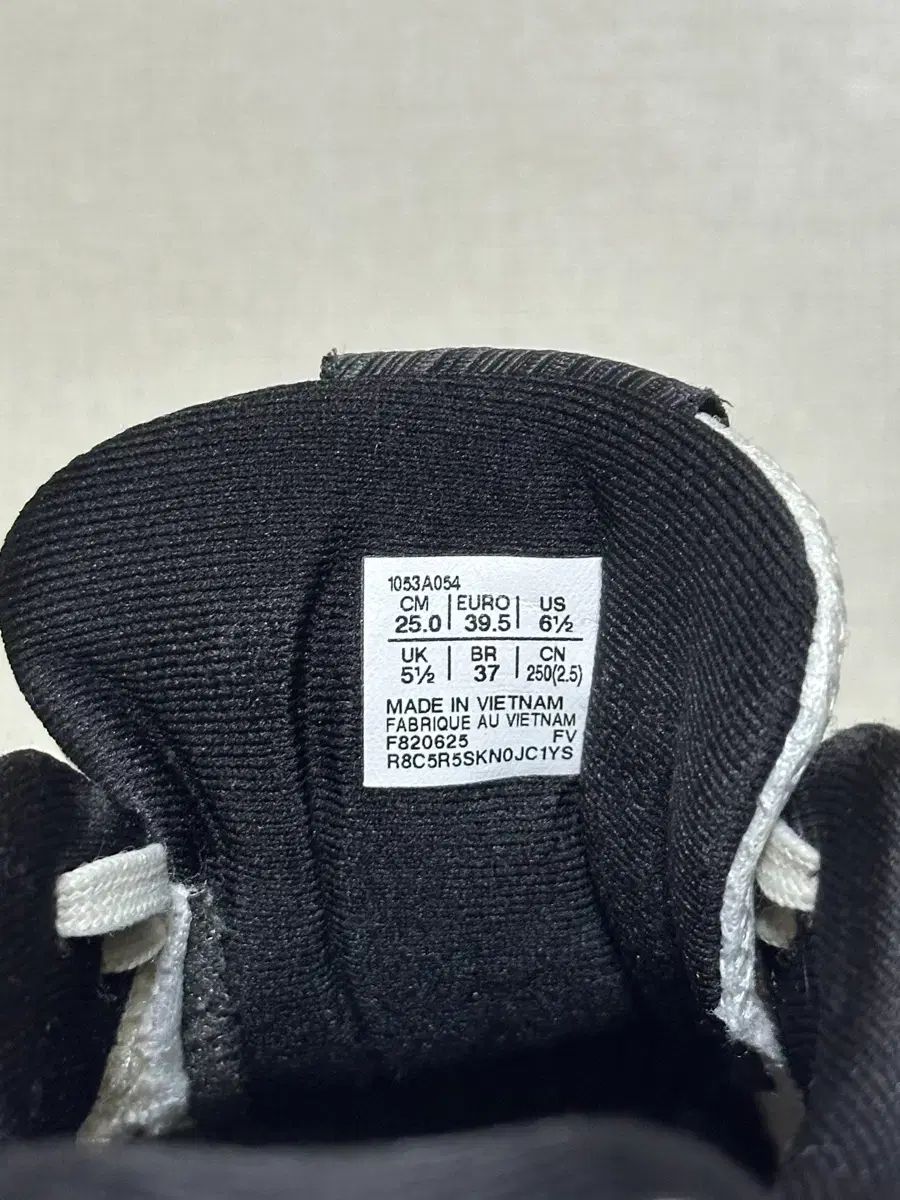 1053A054
CM | EURO | US
25.0 | 39.5 | 6½
UK | BR | CN
5½ | 37 | 250(2.5)
MADE IN VIETNAM
FABRIQUE AU VIETNAM
F820625 FV
R8C5R5SKN0JC1YS